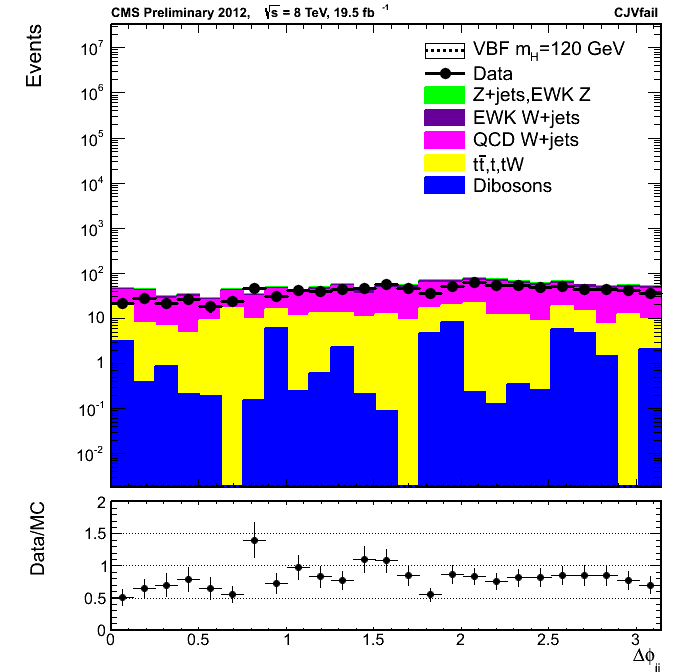 CMS Preliminary 2012, √s = 8 TeV, 19.5 fb⁻¹ CJVfail
Events
10⁷
10⁶
10⁵
10⁴
10³
10²
10
1
10⁻¹
10⁻²
VBF m_H=120 GeV
Data
Z+jets,EWK Z
EWK W+jets
QCD W+jets
tt̄,t,tW
Dibosons
Data/MC
2
1.5
1
0.5
0
0 0.5 1 1.5 2 2.5 3
Δϕ_jj